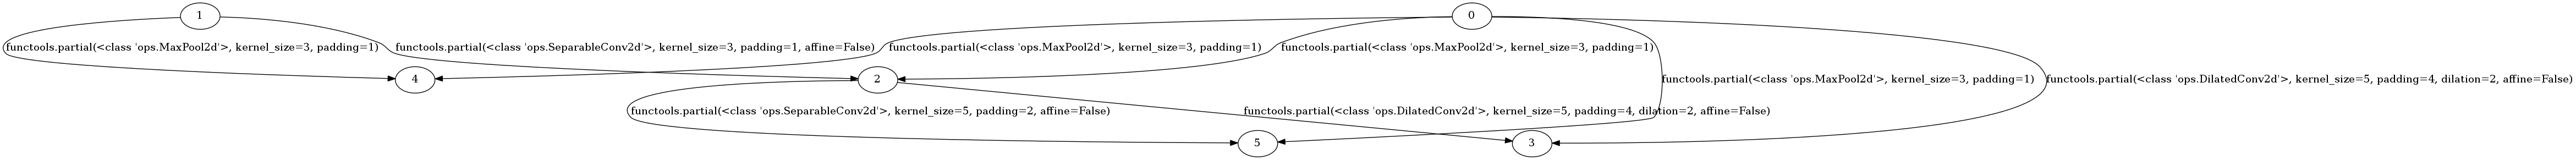 1
0
functools.partial(<class 'ops.MaxPool2d'>, kernel_size=3, padding=1)
functools.partial(<class 'ops.SeparableConv2d'>, kernel_size=3, padding=1, affine=False)
functools.partial(<class 'ops.MaxPool2d'>, kernel_size=3, padding=1)
functools.partial(<class 'ops.MaxPool2d'>, kernel_size=3, padding=1)
4
2
functools.partial(<class 'ops.MaxPool2d'>, kernel_size=3, padding=1)
functools.partial(<class 'ops.DilatedConv2d'>, kernel_size=5, padding=4, dilation=2, affine=False)
functools.partial(<class 'ops.SeparableConv2d'>, kernel_size=5, padding=2, affine=False)
functools.partial(<class 'ops.DilatedConv2d'>, kernel_size=5, padding=4, dilation=2, affine=False)
5
3